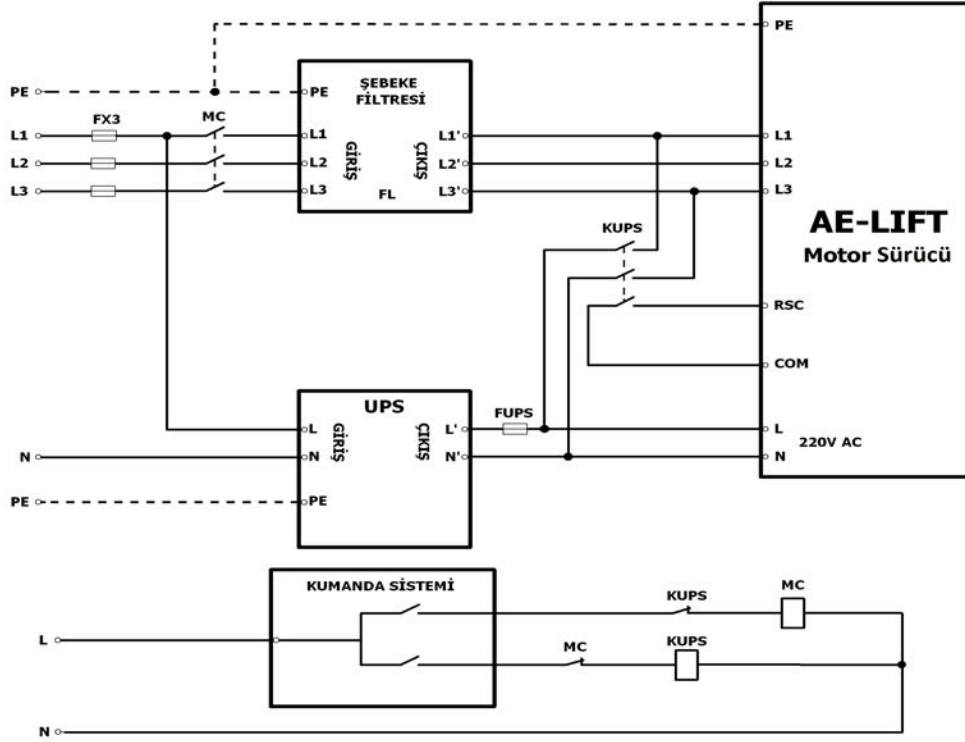 PE
PE
PE
ŞEBEKE
FİLTRESİ
FX3
MC
L1
L1
L1'
L1
L2
L2
L2'
L2
L3
L3
L3'
L3
GİRİŞ
ÇIKIŞ
FL
AE-LIFT
Motor Sürücü
KUPS
RSC
COM
UPS
FUPS
L
L'
L
GİRİŞ
ÇIKIŞ
220V AC
N
N
N'
N
PE
PE
KUMANDA SİSTEMİ
KUPS
MC
L
MC
KUPS
N